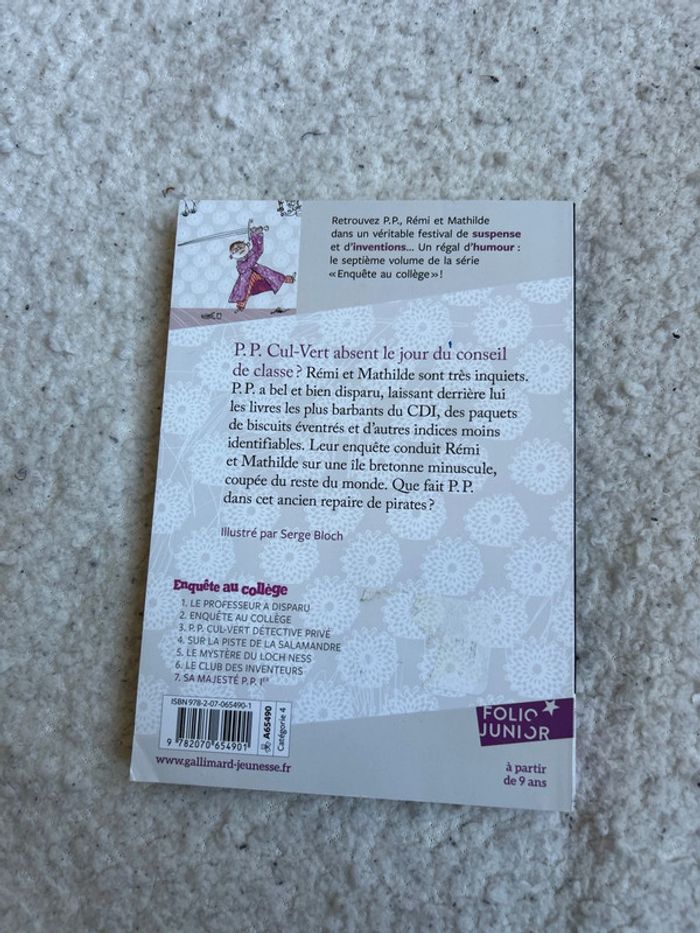 Retrouvez P.P., Rémi et Mathilde
dans un véritable festival de suspense
et d'inventions... Un régal d'humour :
le septième volume de la série
« Enquête au collège » !
P. P. Cul-Vert absent le jour du conseil
de classe ? Rémi et Mathilde sont très inquiets.
P. P. a bel et bien disparu, laissant derrière lui
les livres les plus barbants du CDI, des paquets
de biscuits éventrés et d'autres indices moins
identifiables. Leur enquête conduit Rémi
et Mathilde sur une île bretonne minuscule,
coupée du reste du monde. Que fait P. P.
dans cet ancien repaire de pirates ?
Illustré par Serge Bloch
Enquête au collège
1. LE PROFESSEUR A DISPARU
2. ENQUÊTE AU COLLÈGE
3. P.P. CUL-VERT DÉTECTIVE PRIVÉ
4. SUR LA PISTE DE LA SALAMANDRE
5. LE MYSTÈRE DU LOCH NESS
6. LE CLUB DES INVENTEURS
7. SA MAJESTÉ P.P. IER
ISBN 978-2-07-065490-1
9 782070 654901
A65490
Catégorie 4
www.gallimard-jeunesse.fr
FOLIO
JUNIOR
à partir
de 9 ans